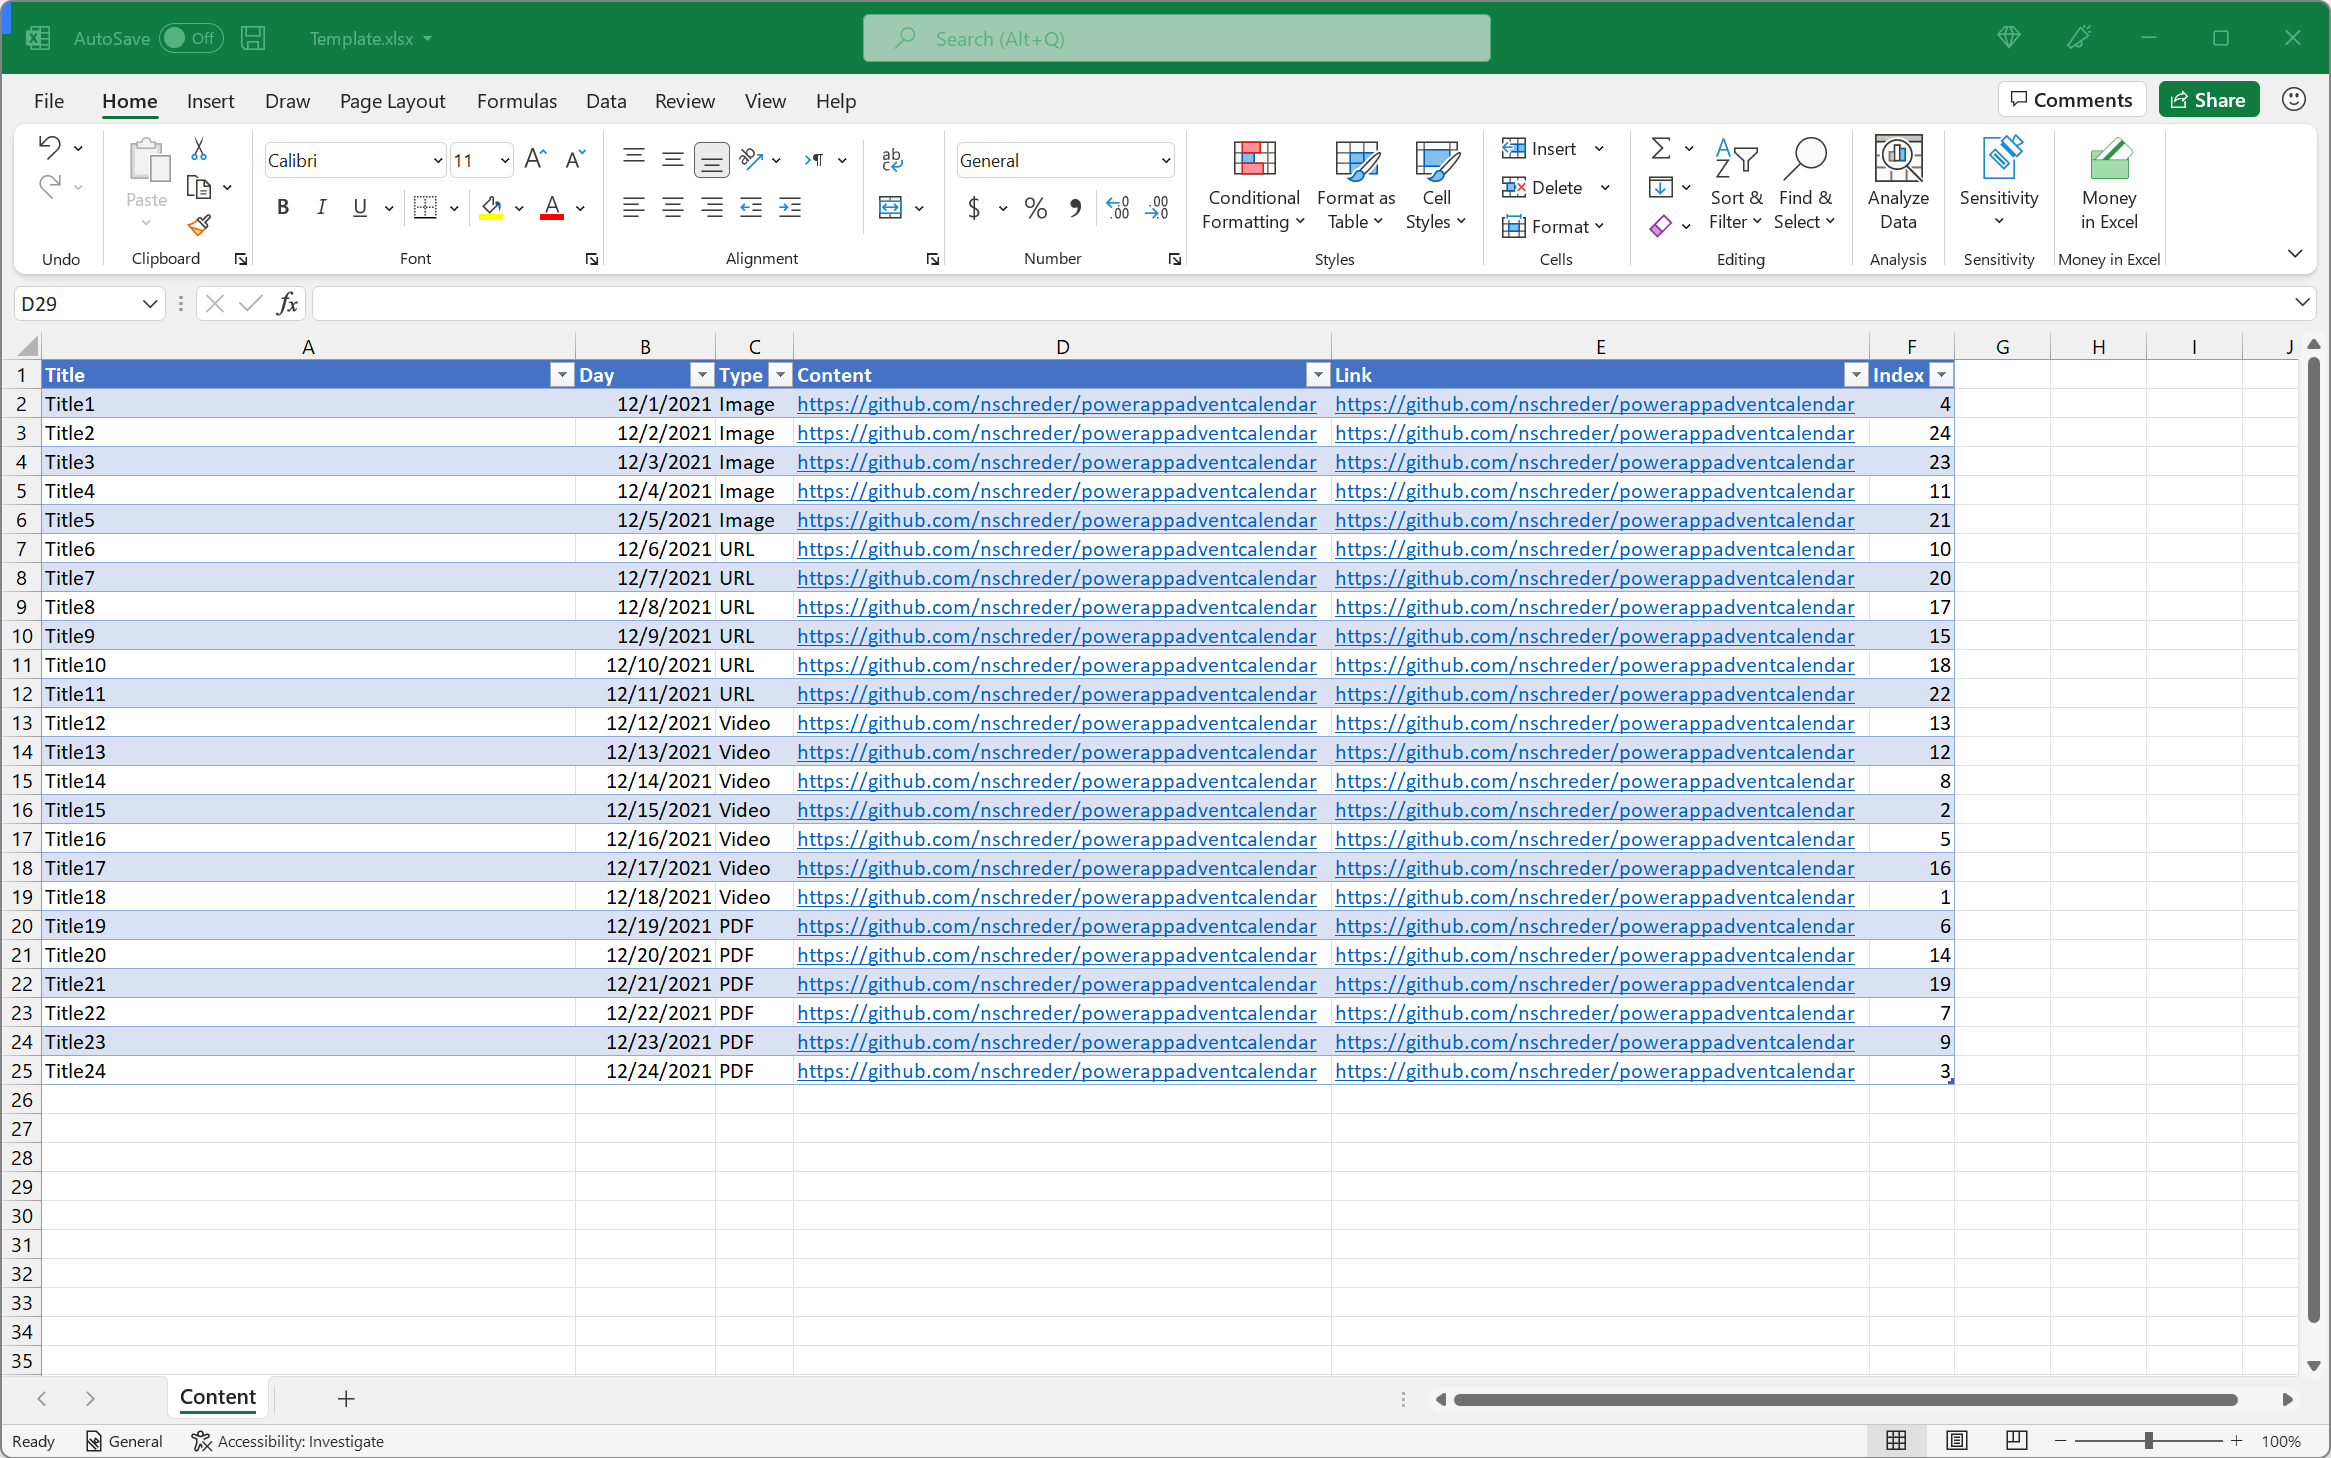 AutoSave Off Template.xlsx Search (Alt+Q)
File Home Insert Draw Page Layout Formulas Data Review View Help Comments Share
Paste Calibri 11 General Conditional Formatting Format as Table Cell Styles Insert Delete Format Sort & Filter Find & Select Analyze Data Sensitivity Money in Excel
Undo Clipboard Font Alignment Number Styles Cells Editing Analysis Sensitivity Money in Excel
D29 fx
A B C D E F G H I J
1 Title Day Type Content Link Index
2 Title1 12/1/2021 Image https://github.com/nschreder/powerappadventcalendar https://github.com/nschreder/powerappadventcalendar 4
3 Title2 12/2/2021 Image https://github.com/nschreder/powerappadventcalendar https://github.com/nschreder/powerappadventcalendar 24
4 Title3 12/3/2021 Image https://github.com/nschreder/powerappadventcalendar https://github.com/nschreder/powerappadventcalendar 23
5 Title4 12/4/2021 Image https://github.com/nschreder/powerappadventcalendar https://github.com/nschreder/powerappadventcalendar 11
6 Title5 12/5/2021 Image https://github.com/nschreder/powerappadventcalendar https://github.com/nschreder/powerappadventcalendar 21
7 Title6 12/6/2021 URL https://github.com/nschreder/powerappadventcalendar https://github.com/nschreder/powerappadventcalendar 10
8 Title7 12/7/2021 URL https://github.com/nschreder/powerappadventcalendar https://github.com/nschreder/powerappadventcalendar 20
9 Title8 12/8/2021 URL https://github.com/nschreder/powerappadventcalendar https://github.com/nschreder/powerappadventcalendar 17
10 Title9 12/9/2021 URL https://github.com/nschreder/powerappadventcalendar https://github.com/nschreder/powerappadventcalendar 15
11 Title10 12/10/2021 URL https://github.com/nschreder/powerappadventcalendar https://github.com/nschreder/powerappadventcalendar 18
12 Title11 12/11/2021 URL https://github.com/nschreder/powerappadventcalendar https://github.com/nschreder/powerappadventcalendar 22
13 Title12 12/12/2021 Video https://github.com/nschreder/powerappadventcalendar https://github.com/nschreder/powerappadventcalendar 13
14 Title13 12/13/2021 Video https://github.com/nschreder/powerappadventcalendar https://github.com/nschreder/powerappadventcalendar 12
15 Title14 12/14/2021 Video https://github.com/nschreder/powerappadventcalendar https://github.com/nschreder/powerappadventcalendar 8
16 Title15 12/15/2021 Video https://github.com/nschreder/powerappadventcalendar https://github.com/nschreder/powerappadventcalendar 2
17 Title16 12/16/2021 Video https://github.com/nschreder/powerappadventcalendar https://github.com/nschreder/powerappadventcalendar 5
18 Title17 12/17/2021 Video https://github.com/nschreder/powerappadventcalendar https://github.com/nschreder/powerappadventcalendar 16
19 Title18 12/18/2021 Video https://github.com/nschreder/powerappadventcalendar https://github.com/nschreder/powerappadventcalendar 1
20 Title19 12/19/2021 PDF https://github.com/nschreder/powerappadventcalendar https://github.com/nschreder/powerappadventcalendar 6
21 Title20 12/20/2021 PDF https://github.com/nschreder/powerappadventcalendar https://github.com/nschreder/powerappadventcalendar 14
22 Title21 12/21/2021 PDF https://github.com/nschreder/powerappadventcalendar https://github.com/nschreder/powerappadventcalendar 19
23 Title22 12/22/2021 PDF https://github.com/nschreder/powerappadventcalendar https://github.com/nschreder/powerappadventcalendar 7
24 Title23 12/23/2021 PDF https://github.com/nschreder/powerappadventcalendar https://github.com/nschreder/powerappadventcalendar 9
25 Title24 12/24/2021 PDF https://github.com/nschreder/powerappadventcalendar https://github.com/nschreder/powerappadventcalendar 3
26
27
28
29
30
31
32
33
34
35
Content
Ready General Accessibility: Investigate 100%